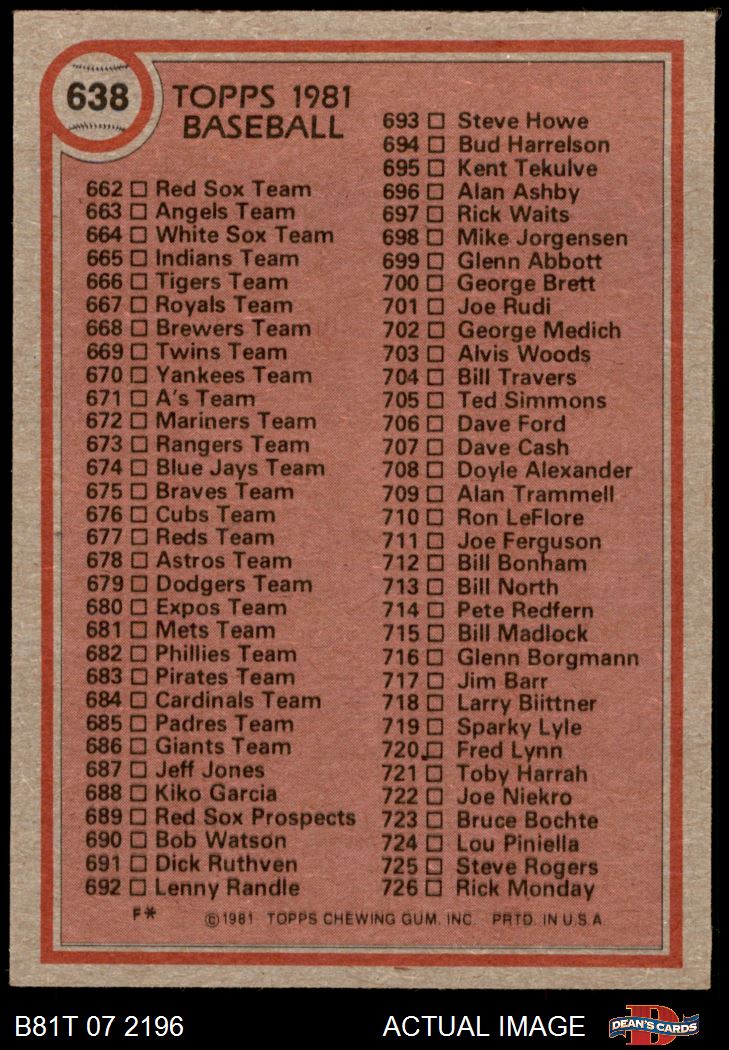 638
TOPPS 1981
BASEBALL
662 □ Red Sox Team
663 □ Angels Team
664 □ White Sox Team
665 □ Indians Team
666 □ Tigers Team
667 □ Royals Team
668 □ Brewers Team
669 □ Twins Team
670 □ Yankees Team
671 □ A's Team
672 □ Mariners Team
673 □ Rangers Team
674 □ Blue Jays Team
675 □ Braves Team
676 □ Cubs Team
677 □ Reds Team
678 □ Astros Team
679 □ Dodgers Team
680 □ Expos Team
681 □ Mets Team
682 □ Phillies Team
683 □ Pirates Team
684 □ Cardinals Team
685 □ Padres Team
686 □ Giants Team
687 □ Jeff Jones
688 □ Kiko Garcia
689 □ Red Sox Prospects
690 □ Bob Watson
691 □ Dick Ruthven
692 □ Lenny Randle
693 □ Steve Howe
694 □ Bud Harrelson
695 □ Kent Tekulve
696 □ Alan Ashby
697 □ Rick Waits
698 □ Mike Jorgensen
699 □ Glenn Abbott
700 □ George Brett
701 □ Joe Rudi
702 □ George Medich
703 □ Alvis Woods
704 □ Bill Travers
705 □ Ted Simmons
706 □ Dave Ford
707 □ Dave Cash
708 □ Doyle Alexander
709 □ Alan Trammell
710 □ Ron LeFlore
711 □ Joe Ferguson
712 □ Bill Bonham
713 □ Bill North
714 □ Pete Redfern
715 □ Bill Madlock
716 □ Glenn Borgmann
717 □ Jim Barr
718 □ Larry Biittner
719 □ Sparky Lyle
720 □ Fred Lynn
721 □ Toby Harrah
722 □ Joe Niekro
723 □ Bruce Bochte
724 □ Lou Piniella
725 □ Steve Rogers
726 □ Rick Monday
F* ©1981 TOPPS CHEWING GUM, INC. PRTD. IN U.S.A.
B81T 07 2196 ACTUAL IMAGE
D
DEAN'S CARDS